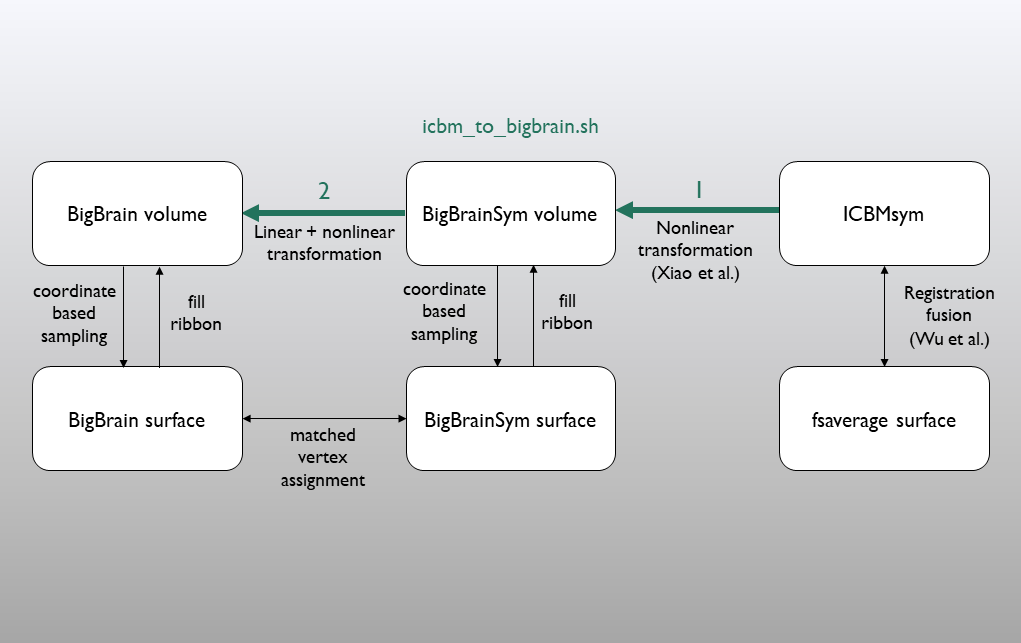 icbm_to_bigbrain.sh
BigBrain volume
2
Linear + nonlinear
transformation
BigBrainSym volume
1
Nonlinear
transformation
(Xiao et al.)
ICBMsym
coordinate
based
sampling
fill
ribbon
coordinate
based
sampling
fill
ribbon
Registration
fusion
(Wu et al.)
BigBrain surface
matched
vertex
assignment
BigBrainSym surface
fsaverage surface